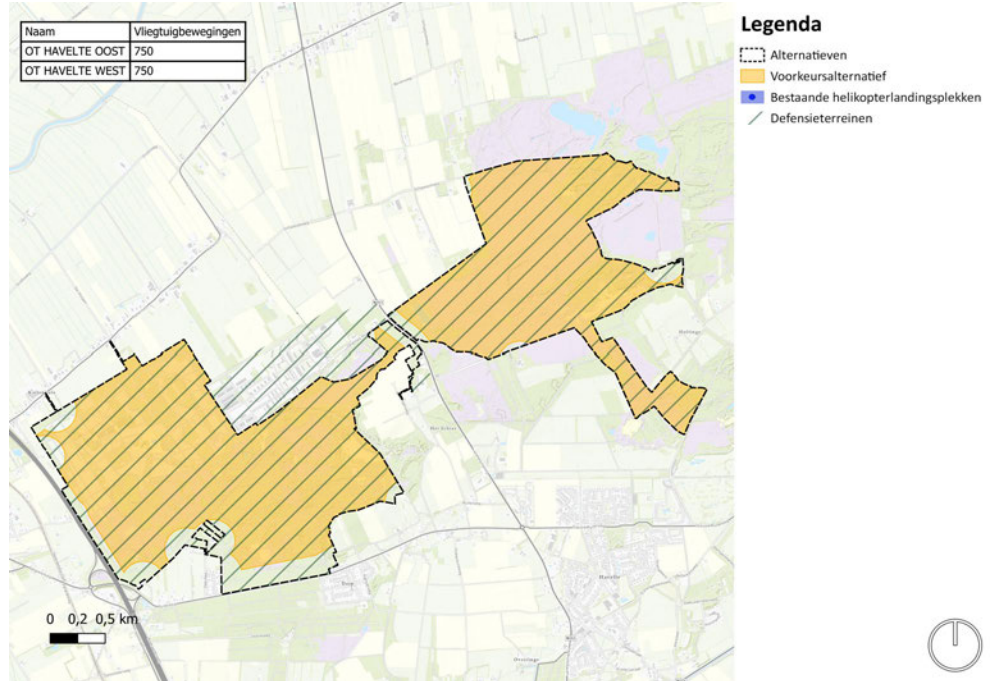 Naam Vliegtuigbewegingen
OT HAVELTE OOST 750
OT HAVELTE WEST 750
Legenda
Alternatieven
Voorkeursalternatief
Bestaande helikopterlandingsplekken
Defensieterreinen
Havelte
0 0,2 0,5 km